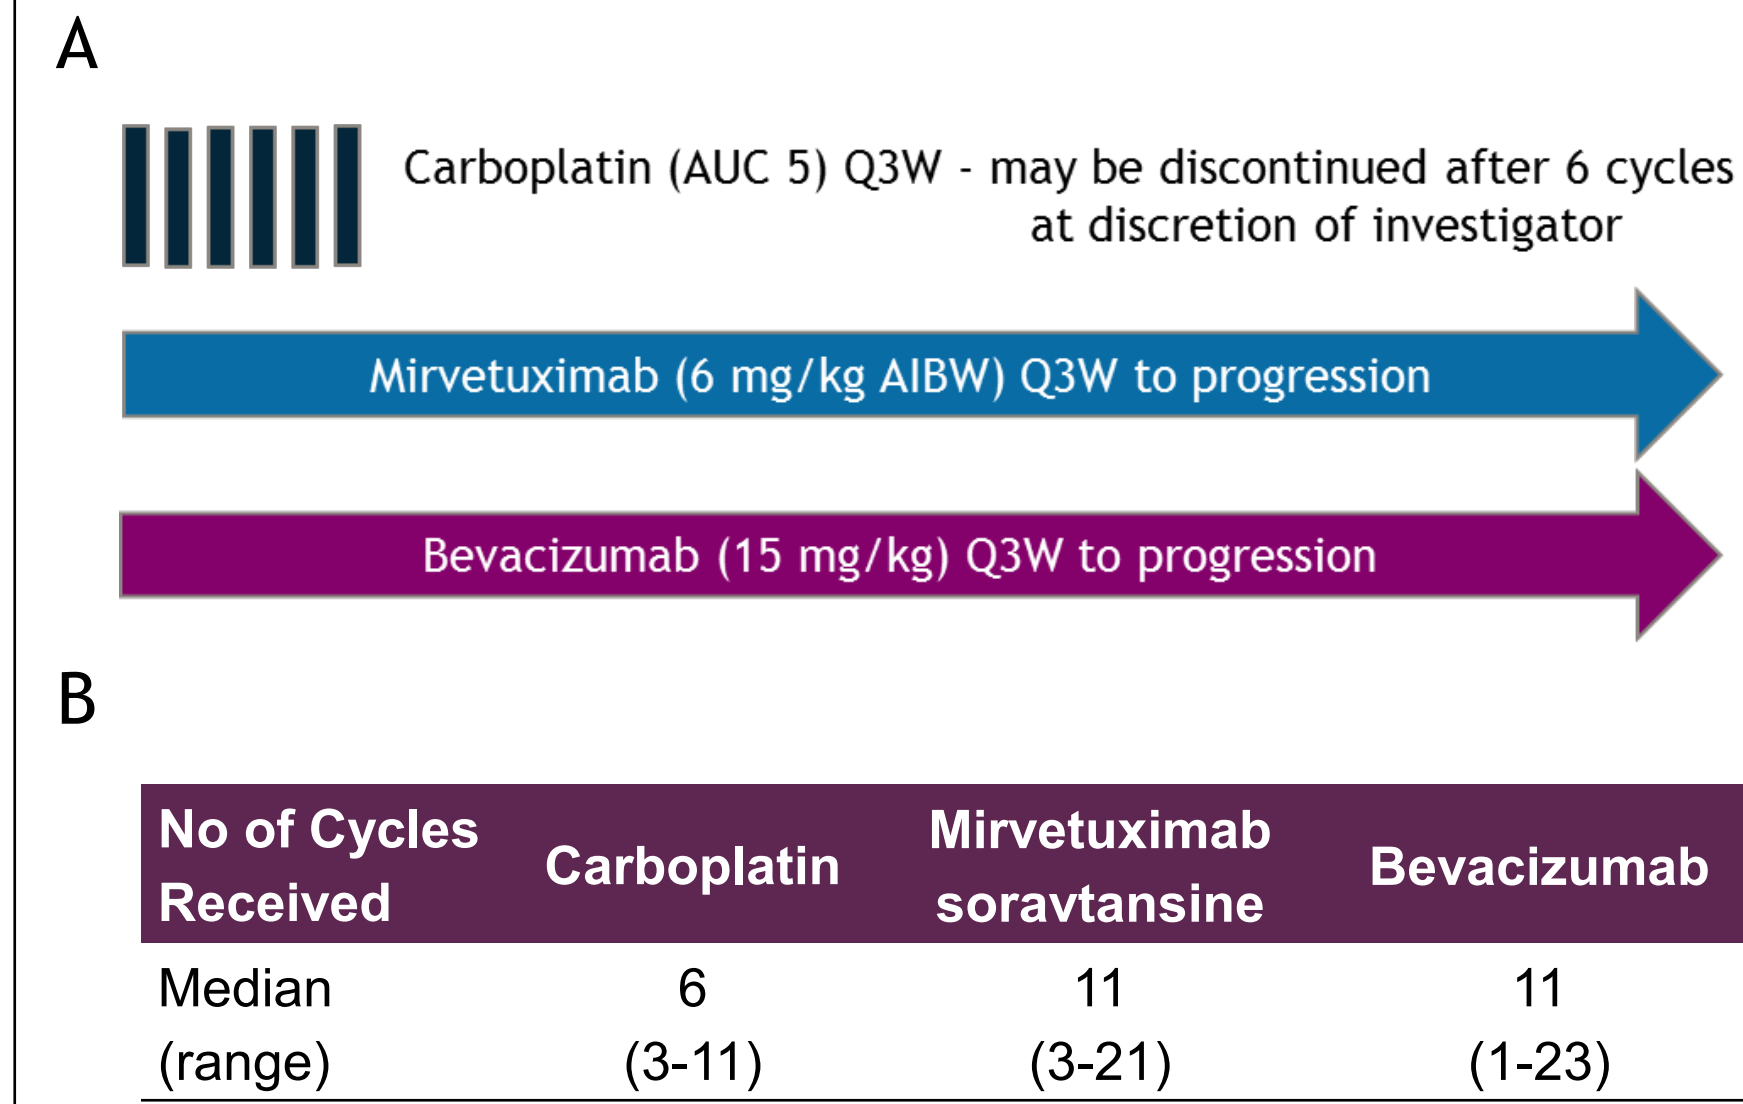 A
Carboplatin (AUC 5) Q3W - may be discontinued after 6 cycles
at discretion of investigator
Mirvetuximab (6 mg/kg AIBW) Q3W to progression
Bevacizumab (15 mg/kg) Q3W to progression
B
No of Cycles Received Carboplatin Mirvetuximab soravtansine Bevacizumab
Median 6 11 11
(range) (3-11) (3-21) (1-23)